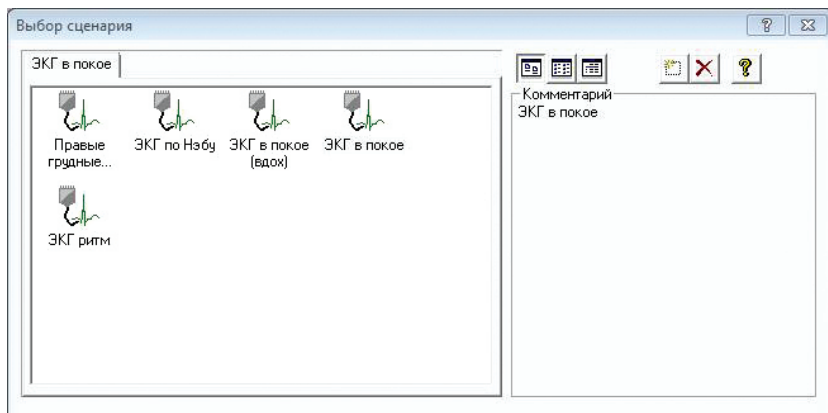 Выбор сценария
ЭКГ в покое
Комментарий
ЭКГ в покое
Правые грудные...
ЭКГ по Нэбу
ЭКГ в покое (вдох)
ЭКГ в покое
ЭКГ ритм